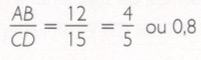 AB/CD = 12/15 = 4/5 ou 0,8